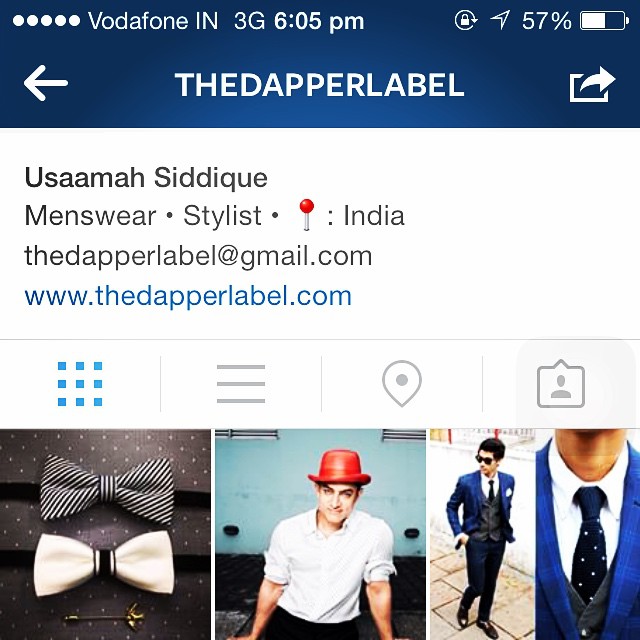 Vodafone IN 3G 6:05 pm 57%
THEDAPPERLABEL
Usaamah Siddique
Menswear • Stylist • 📍 : India
thedapperlabel@gmail.com
www.thedapperlabel.com